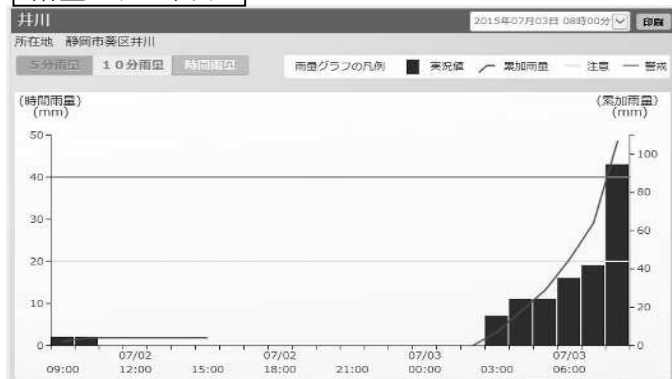 井川
2015年07月03日 08時00分 印刷
所在地 静岡市葵区井川
5分雨量 10分雨量 時間雨量 雨量グラフの凡例 実況値 累加雨量 注意 警戒
(時間雨量) (累加雨量)
(mm) (mm)
50
100
40
80
30
60
20
40
10
20
0 0
07/02 07/02 07/03 07/03
09:00 12:00 15:00 18:00 21:00 00:00 03:00 06:00